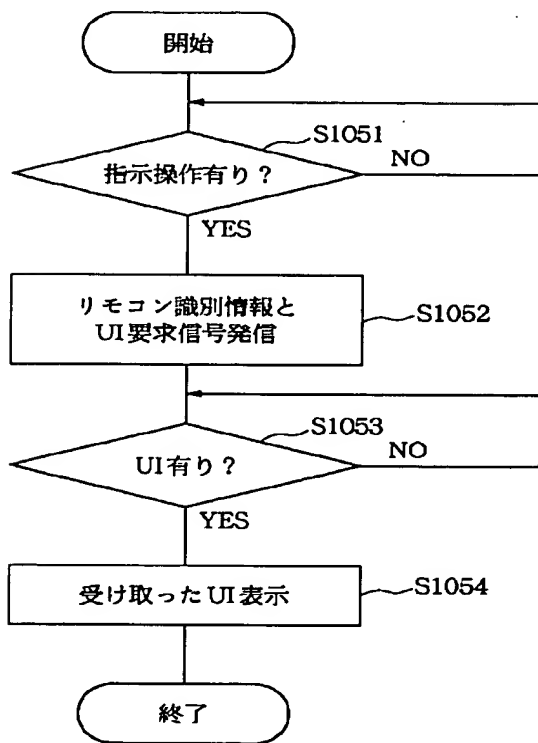 開始
S1051
指示操作有り?
NO
YES
リモコン識別情報と
UI要求信号発信
S1052
S1053
UI有り?
NO
YES
受け取ったUI表示
S1054
終了